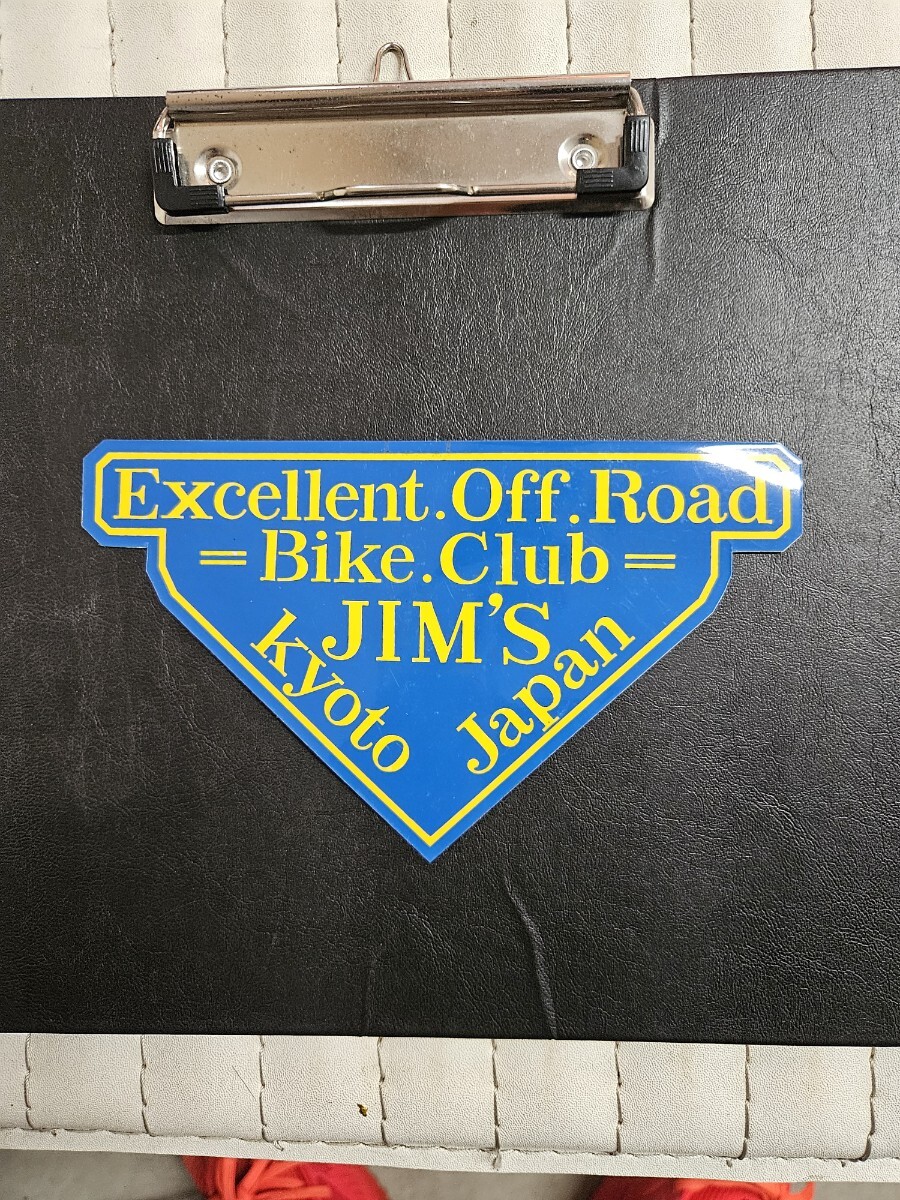 Excellent.Off.Road
=Bike.Club=
JIM'S
kyoto
Japan